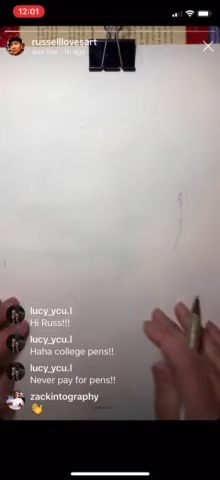 12:01
russelllovesart
lucy_ycu.l
Hi Russ!!!
lucy_ycu.l
Haha college pens!!
lucy_ycu.l
Never pay for pens!!
zackintography